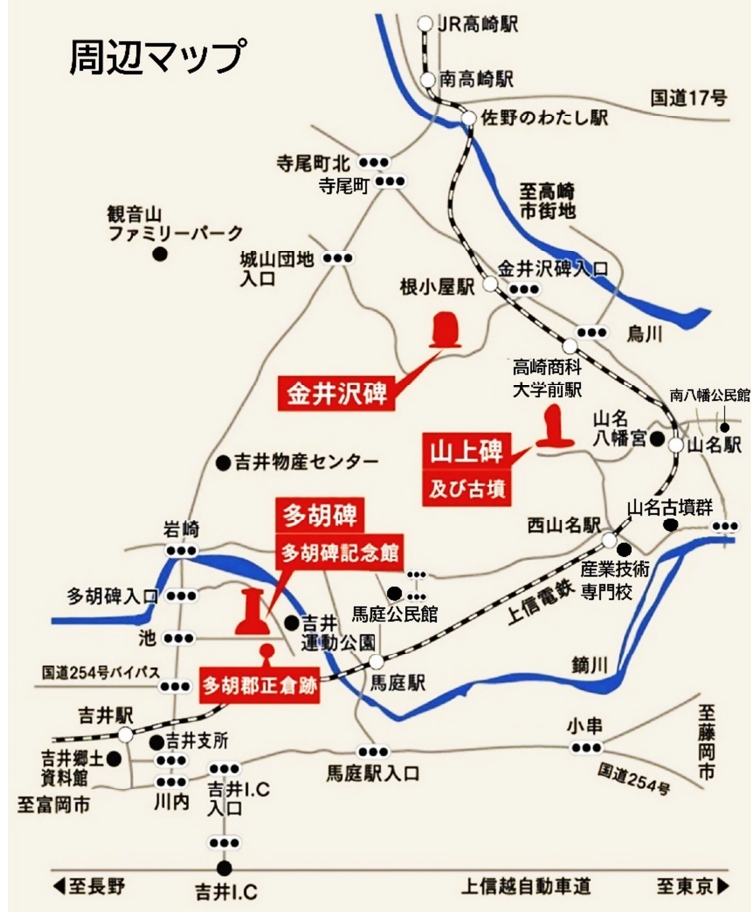 周辺マップ
JR高崎駅
南高崎駅
国道17号
佐野のわたし駅
寺尾町北
寺尾町
至高崎
市街地
観音山
ファミリーパーク
城山団地
入口
金井沢碑入口
根小屋駅
烏川
金井沢碑
高崎商科
大学前駅
南八幡公民館
山名
八幡宮
山名駅
山上碑
及び古墳
吉井物産センター
多胡碑
多胡碑記念館
山名古墳群
岩崎
西山名駅
産業技術
専門校
多胡碑入口
馬庭公民館
上信電鉄
池
吉井
運動公園
鏑川
国道254号バイパス
多胡郡正倉跡
馬庭駅
吉井駅
吉井支所
小串
至藤岡市
吉井郷土
資料館
馬庭駅入口
国道254号
至富岡市
川内
吉井I.C
入口
◀至長野
吉井I.C
上信越自動車道
至東京▶